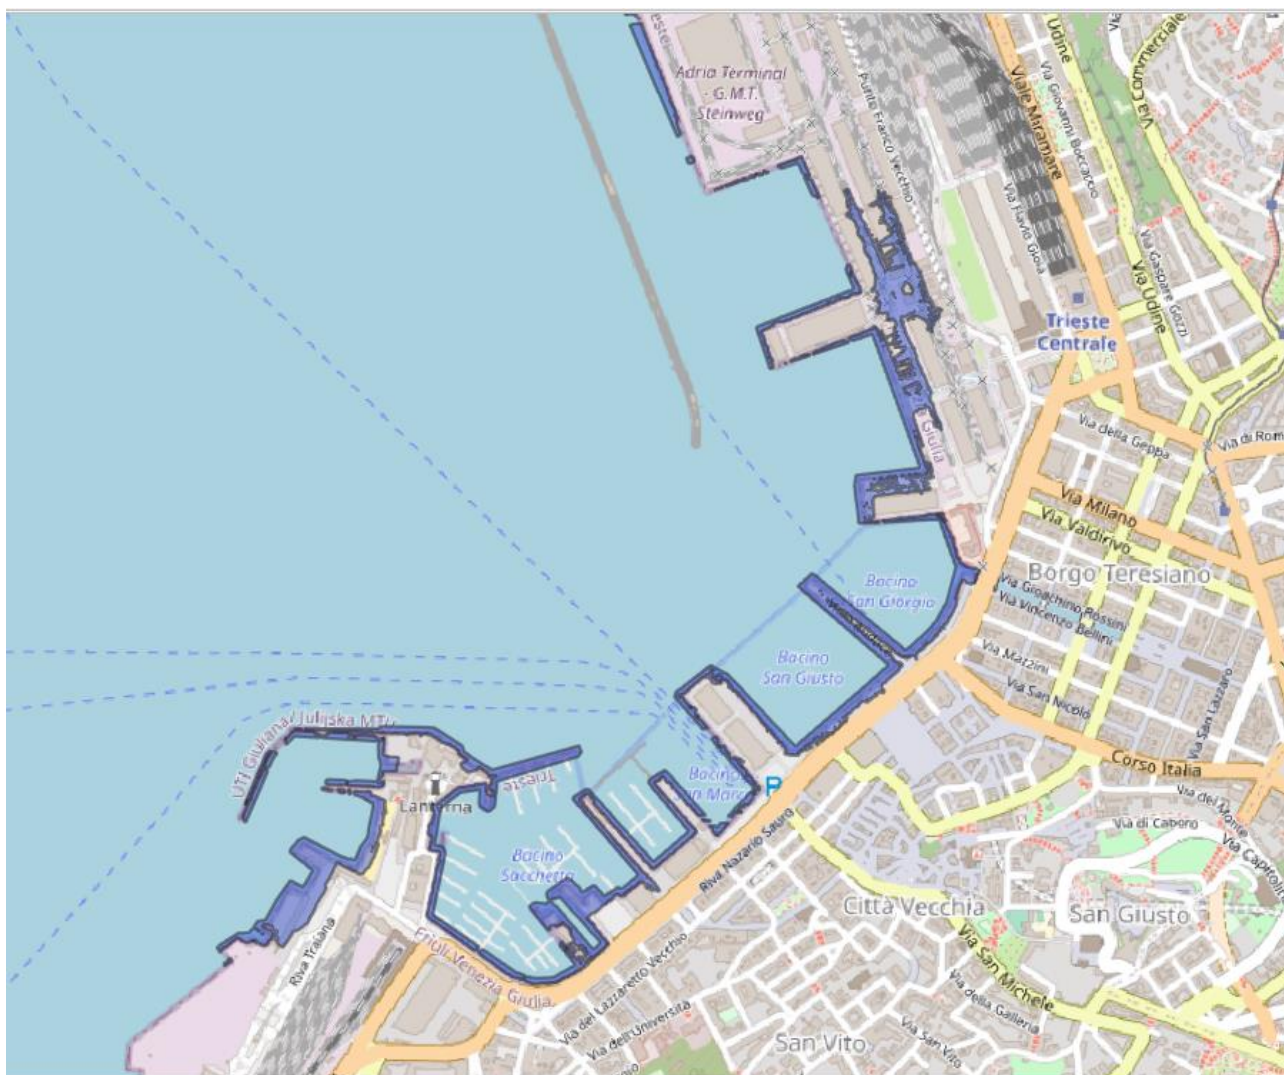 Trieste
Adria Terminal
- G.M.T.
Steinweg
Punto Franco Vecchio
Viale Miramare
Udine
Via Giovanni Boccaccio
Via Commerciale
Via Flavio Gioia
Via Gaspare Gozzi
Via Udine
Trieste
Centrale
Via della Geppa
Via di Rom
Giulia
Via Milano
Via Valdirivo
Borgo Teresiano
Via Gioachino Rossini
Via Vincenzo Bellini
Bacino
San Giorgio
Via Mazzini
Via San Nicolò
Via San Lazzaro
Bacino
San Giusto
Corso Italia
UTI Giuliana/Julijska MTU
Lanterna
Trieste
Bacino
San Marco
P
Riva Nazario Sauro
Via del Monte
Via di Caboro
Via Capitolin
Bacino
Sacchetta
Città Vecchia
San Giusto
Via San Michele
Riva Traiana
Friuli Venezia Giulia
Via del Lazzaretto Vecchio
Via dell'Università
Via della Galleria
Via San Vito
San Vito